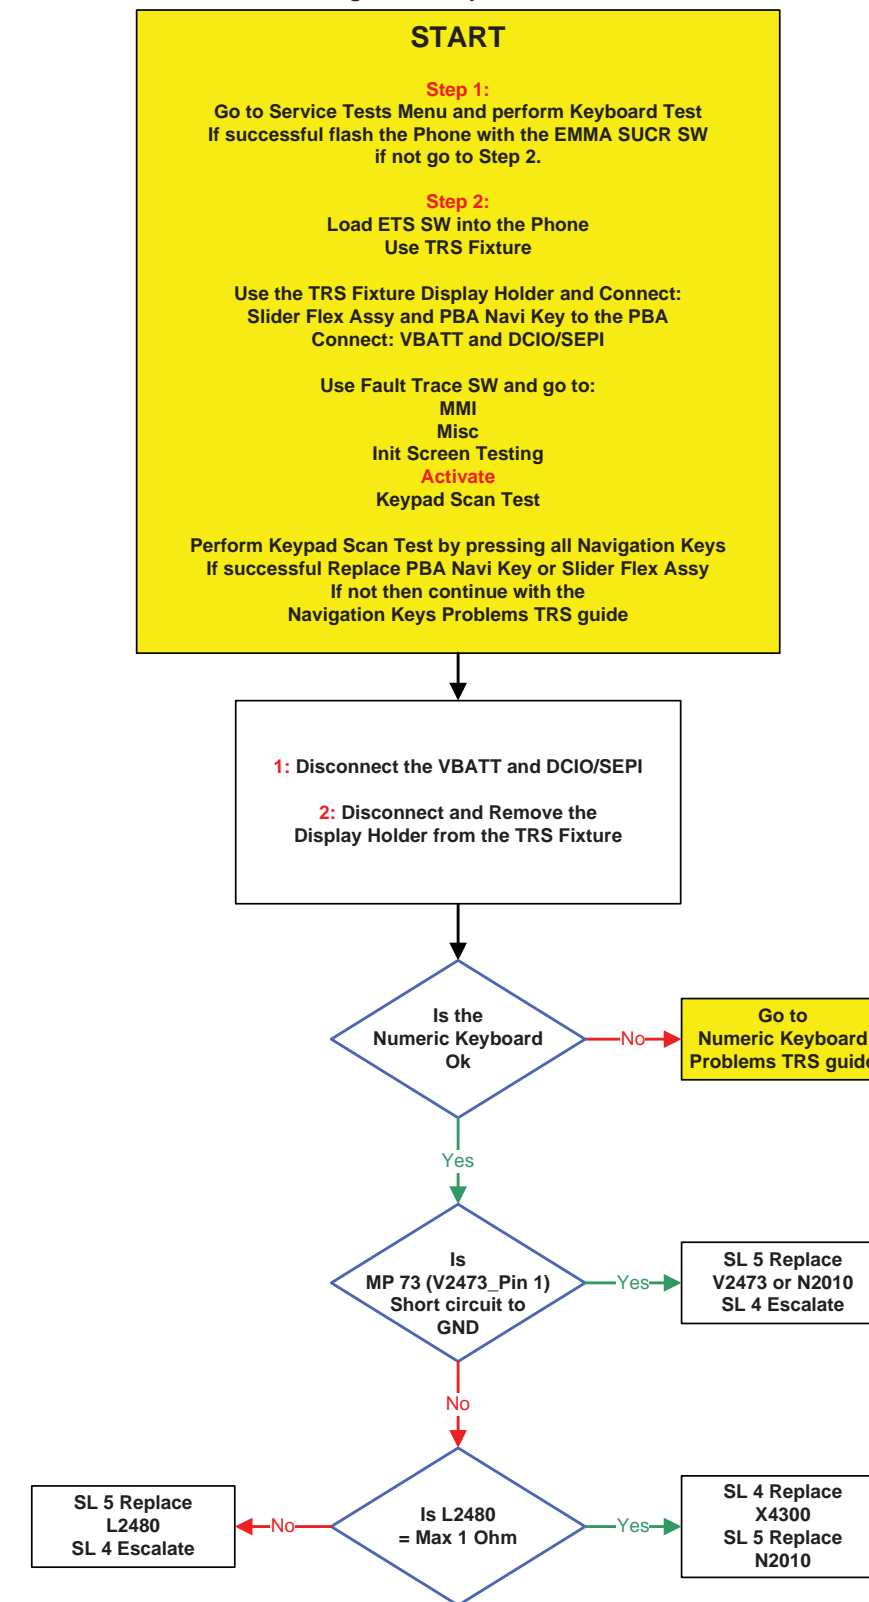 START
Step 1:
Go to Service Tests Menu and perform Keyboard Test
If successful flash the Phone with the EMMA SUCR SW
if not go to Step 2.
Step 2:
Load ETS SW into the Phone
Use TRS Fixture
Use the TRS Fixture Display Holder and Connect:
Slider Flex Assy and PBA Navi Key to the PBA
Connect: VBATT and DCIO/SEPI
Use Fault Trace SW and go to:
MMI
Misc
Init Screen Testing
Activate
Keypad Scan Test
Perform Keypad Scan Test by pressing all Navigation Keys
If successful Replace PBA Navi Key or Slider Flex Assy
If not then continue with the
Navigation Keys Problems TRS guide
1: Disconnect the VBATT and DCIO/SEPI
2: Disconnect and Remove the
Display Holder from the TRS Fixture
Is the
Numeric Keyboard
Ok
No
Go to
Numeric Keyboard
Problems TRS guide
Yes
Is
MP 73 (V2473_Pin 1)
Short circuit to
GND
Yes
SL 5 Replace
V2473 or N2010
SL 4 Escalate
No
SL 5 Replace
L2480
SL 4 Escalate
No
Is L2480
= Max 1 Ohm
Yes
SL 4 Replace
X4300
SL 5 Replace
N2010